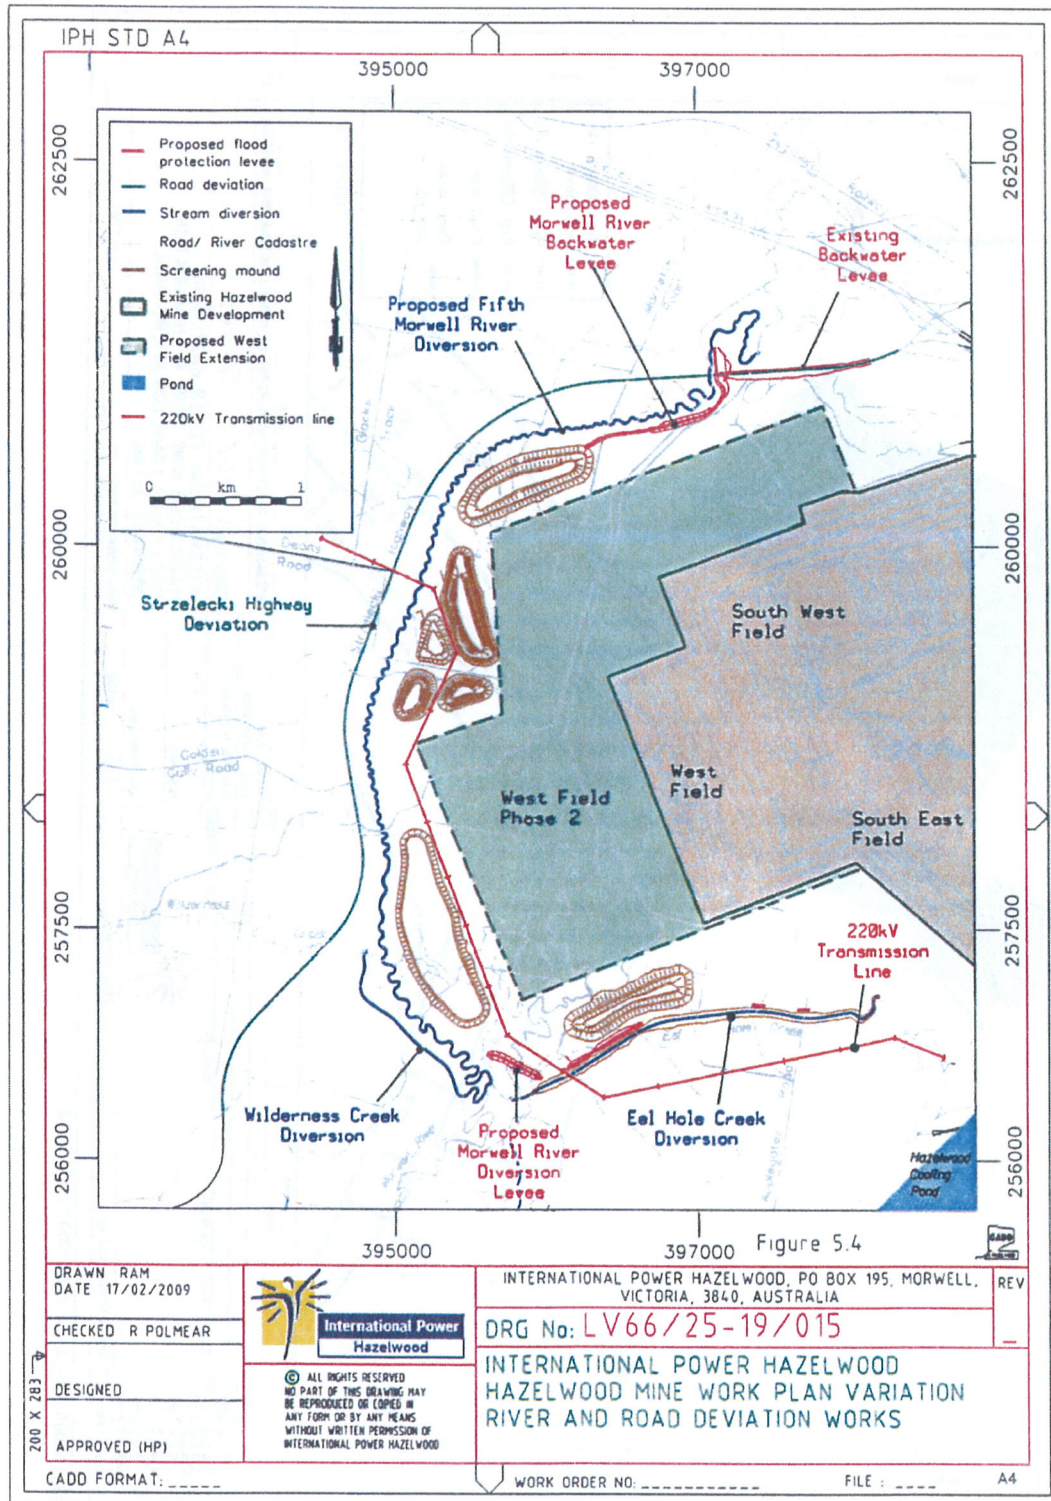 IPH STD A4
395000
397000
262500
262500
Proposed flood
protection levee
Road deviation
Stream diversion
Road/ River Cadastre
Screening mound
Existing Hazelwood
Mine Development
Proposed West
Field Extension
Pond
220kV Transmission line
0 km 1
Proposed
Morwell River
Backwater
Levee
Existing
Backwater
Levee
Proposed Fifth
Morwell River
Diversion
260000
260000
Deans
Road
Strzelecki Highway
Deviation
South West
Field
Golden
Gully Road
West
Field
West Field
Phase 2
South East
Field
257500
257500
220kV
Transmission
Line
Wilderness Creek
Diversion
Proposed
Morwell River
Diversion
Levee
Eel Hole Creek
Diversion
256000
256000
Hazelwood
Cooling
Pond
395000
397000
Figure 5.4
CADD
DRAWN RAM
DATE 17/02/2009
CHECKED R POLMEAR
DESIGNED
APPROVED (HP)
200 X 283
International Power
Hazelwood
© ALL RIGHTS RESERVED
NO PART OF THIS DRAWING MAY
BE REPRODUCED OR COPIED IN
ANY FORM OR BY ANY MEANS
WITHOUT WRITTEN PERMISSION OF
INTERNATIONAL POWER HAZELWOOD
INTERNATIONAL POWER HAZELWOOD, PO BOX 195, MORWELL,
VICTORIA, 3840, AUSTRALIA
REV
DRG No: LV66/25-19/015
INTERNATIONAL POWER HAZELWOOD
HAZELWOOD MINE WORK PLAN VARIATION
RIVER AND ROAD DEVIATION WORKS
CADD FORMAT: _____
WORK ORDER NO: ___________
FILE : ____
A4